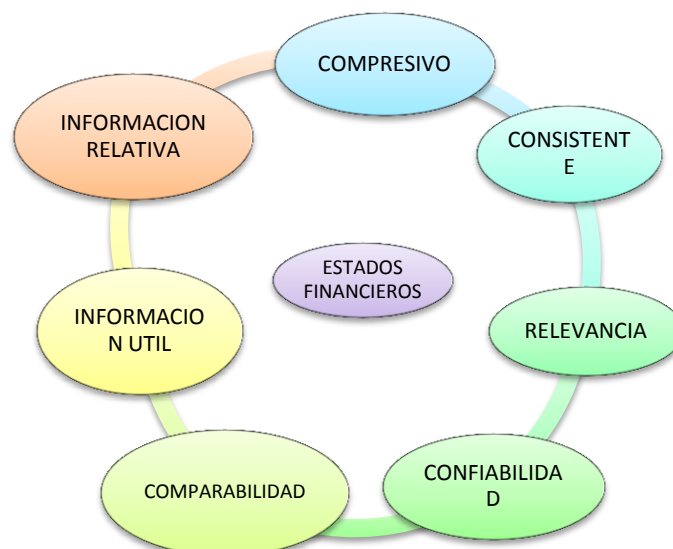 COMPRESIVO
CONSISTENT
E
RELEVANCIA
CONFIABILIDA
D
COMPARABILIDAD
INFORMACIO
N UTIL
INFORMACION
RELATIVA
ESTADOS
FINANCIEROS